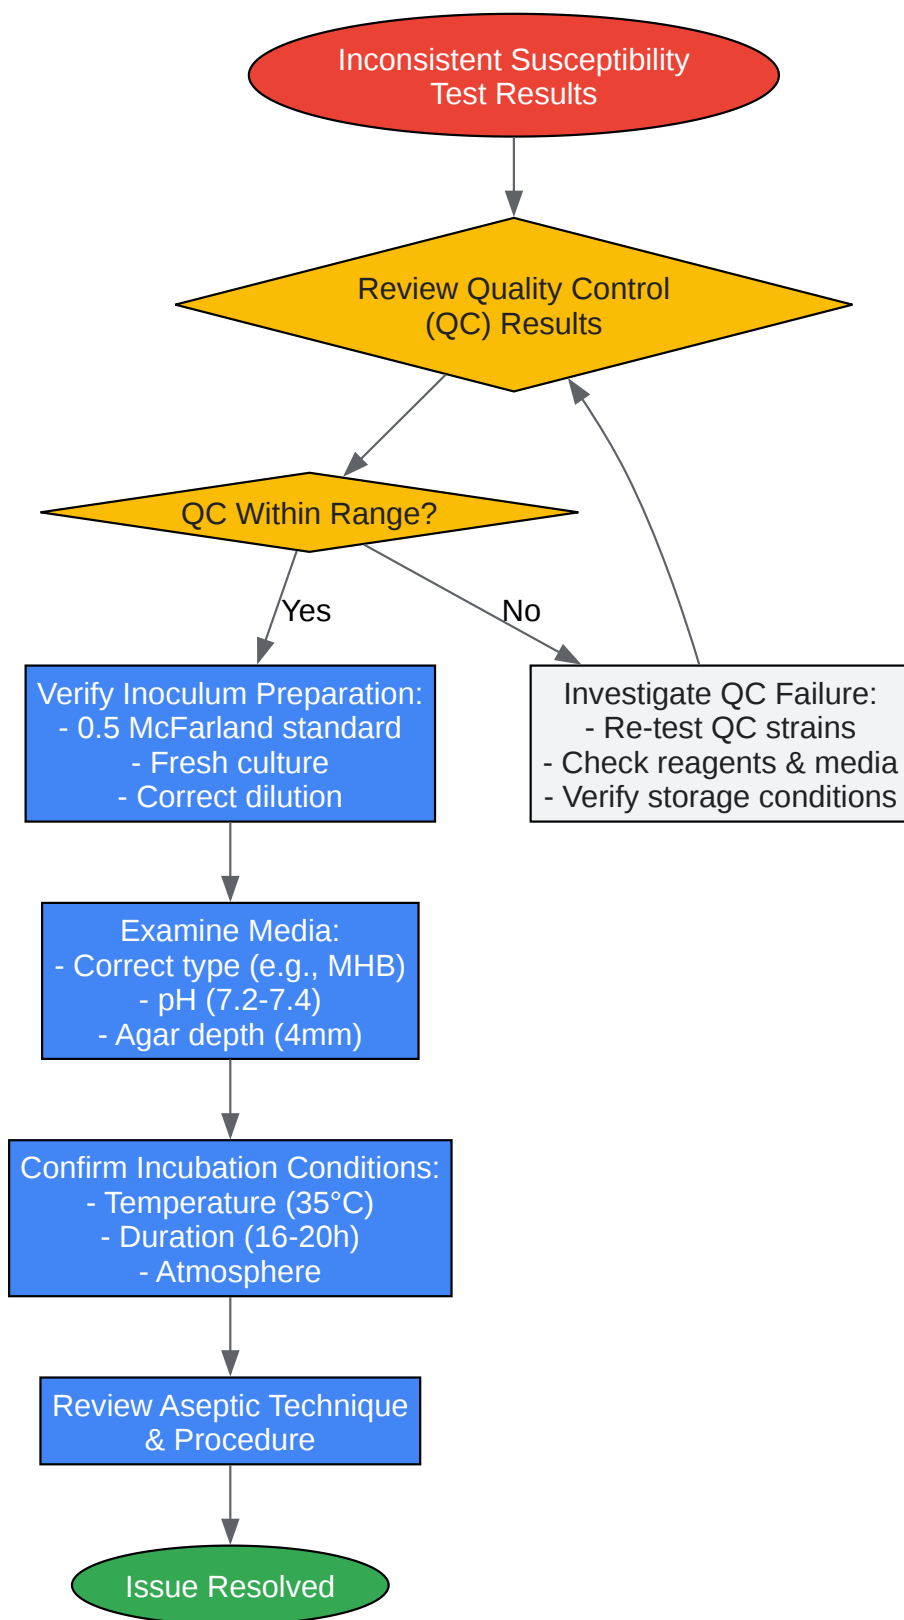 Inconsistent Susceptibility
Test Results
Review Quality Control
(QC) Results
QC Within Range?
Yes
No
Verify Inoculum Preparation:
- 0.5 McFarland standard
- Fresh culture
- Correct dilution
Investigate QC Failure:
- Re-test QC strains
- Check reagents & media
- Verify storage conditions
Examine Media:
- Correct type (e.g., MHB)
- pH (7.2-7.4)
- Agar depth (4mm)
Confirm Incubation Conditions:
- Temperature (35°C)
- Duration (16-20h)
- Atmosphere
Review Aseptic Technique
& Procedure
Issue Resolved